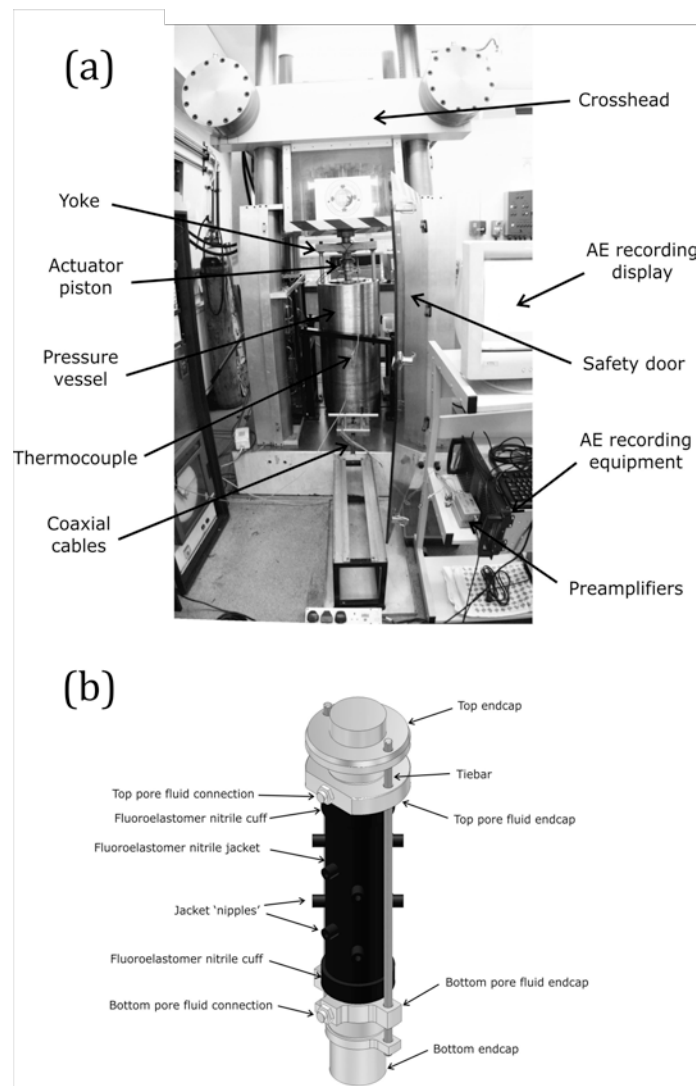 (a)
Crosshead
Yoke
Actuator
piston
AE recording
display
Pressure
vessel
Safety door
Thermocouple
AE recording
equipment
Coaxial
cables
Preamplifiers
(b)
Top endcap
Tiebar
Top pore fluid connection
Fluoroelastomer nitrile cuff
Top pore fluid endcap
Fluoroelastomer nitrile jacket
Jacket ‘nipples’
Fluoroelastomer nitrile cuff
Bottom pore fluid endcap
Bottom pore fluid connection
Bottom endcap